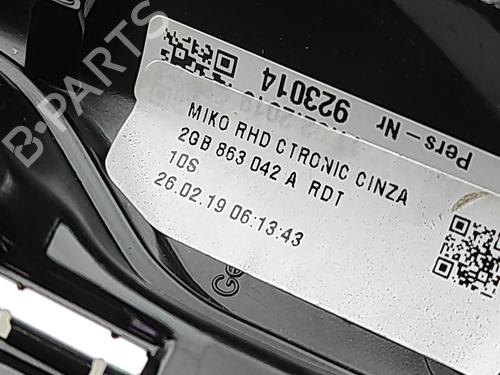 Pers-Nr 923014
MIKO RHD CTRONIC CINZA
2GB 863 042 A RDT
10S
26.02.19 06:13:43
B-PARTS